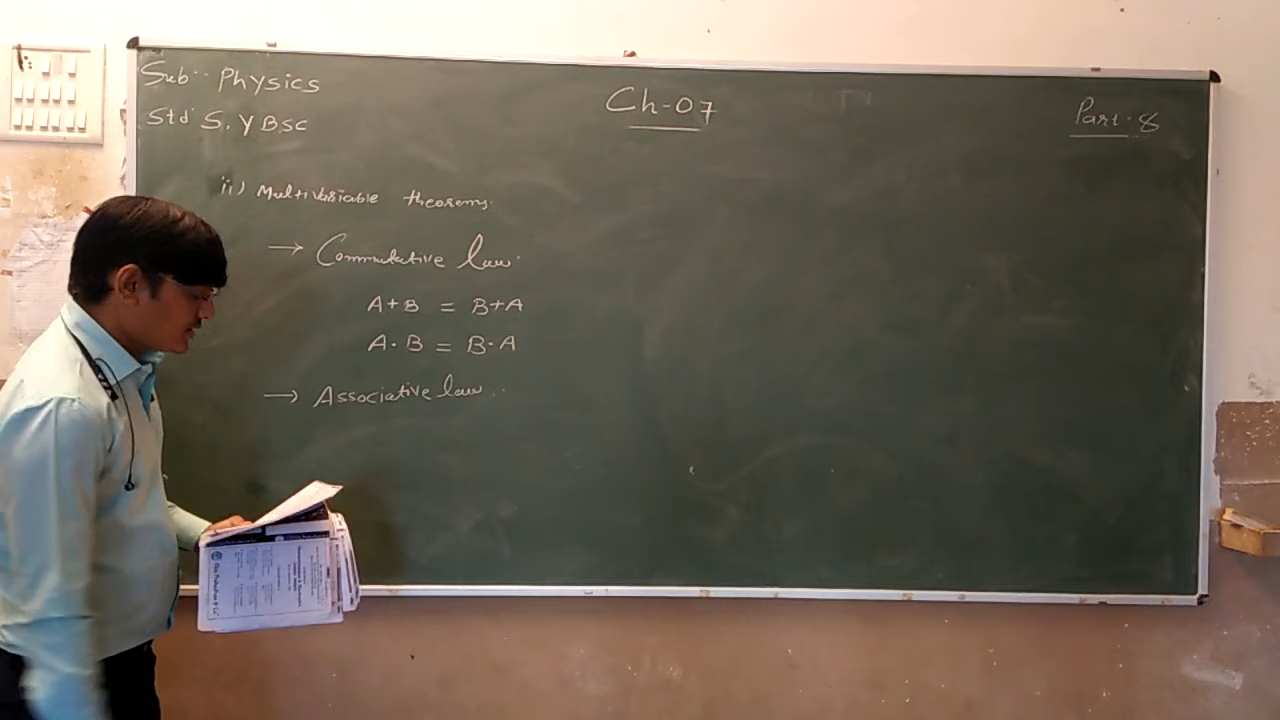 Sub:- Physics
Std S.Y BSC
Ch-07
Part-8
ii) Multivariable theorems.
→ Commutative law.
A+B = B+A
A·B = B·A
→ Associative law.